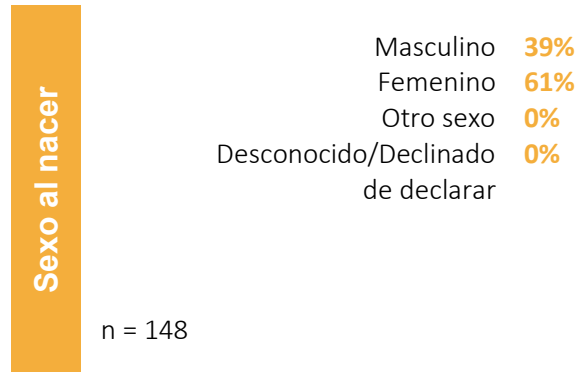 Sexo al nacer
Masculino 39%
Femenino 61%
Otro sexo 0%
Desconocido/Declinado 0%
de declarar
n = 148